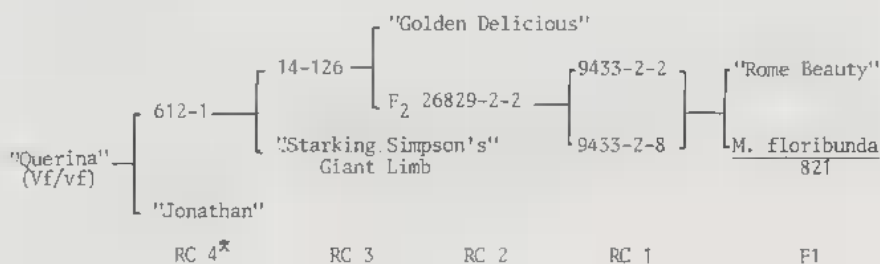 "Golden Delicious"
14-126
9433-2-2
"Rome Beauty"
612-1
F2 26829-2-2
"Querina"
(Vf/vf)
"Starking Simpson's"
Giant Limb
9433-2-8
M. floribunda
821
"Jonathan"
RC 4*
RC 3
RC 2
RC 1
F1